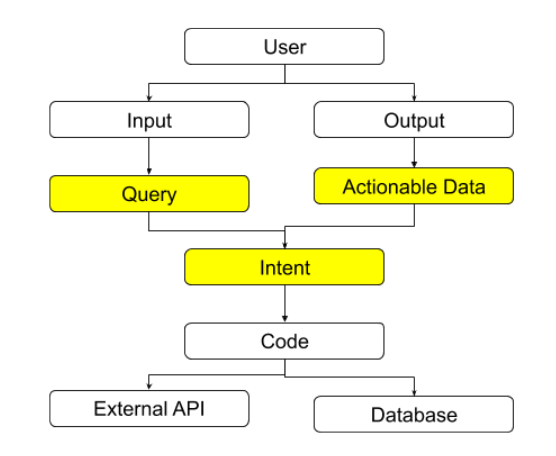 User
Input
Output
Query
Actionable Data
Intent
Code
External API
Database